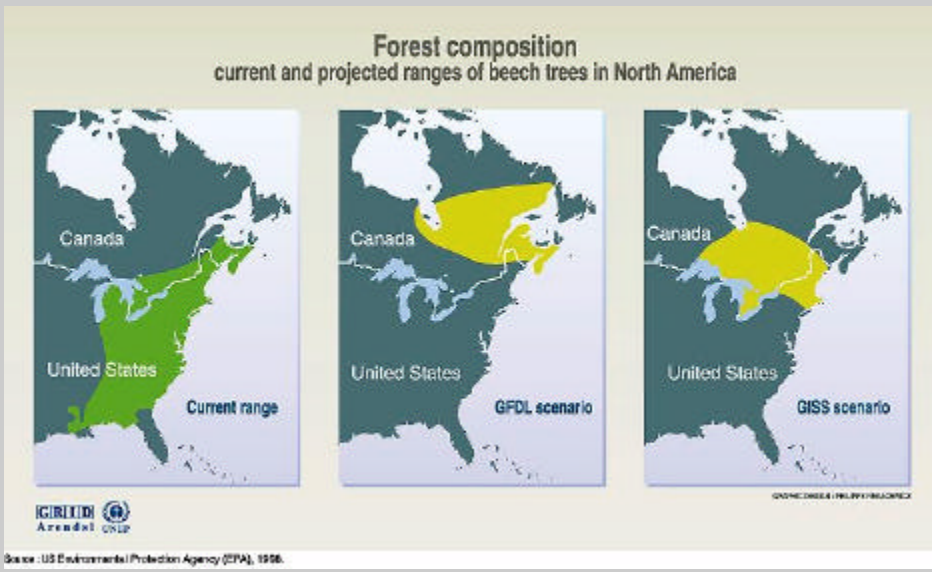 Forest composition
current and projected ranges of beech trees in North America
Canada
United States
Current range
Canada
United States
GFDL scenario
Canada
United States
GISS scenario
GRID
Arendal UNEP
Source : US Environmental Protection Agency (EPA), 1998.